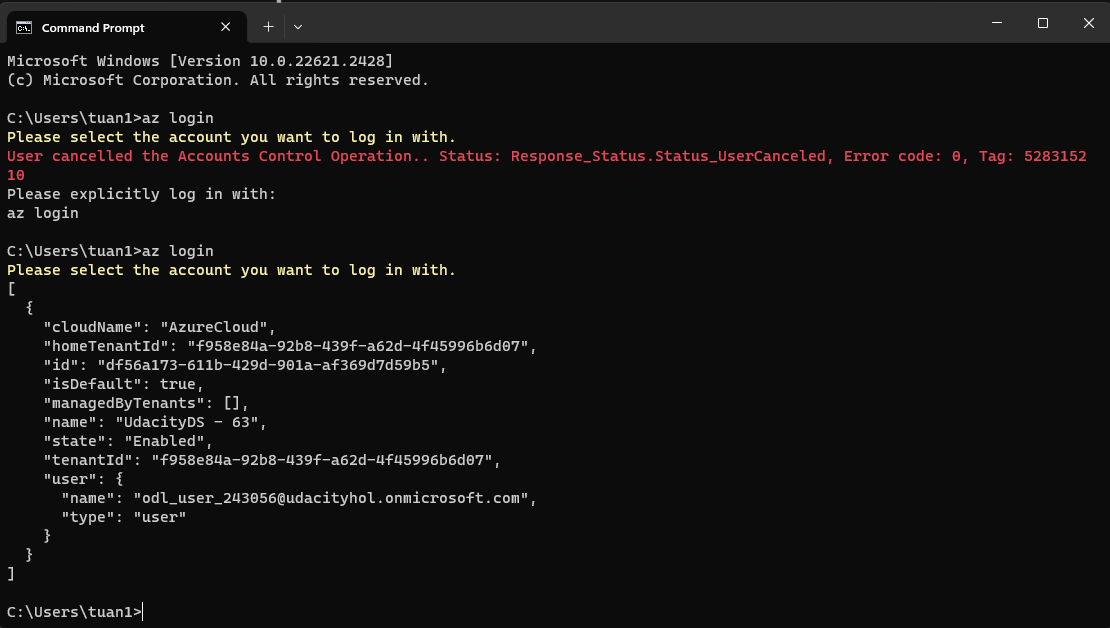 Command Prompt
Microsoft Windows [Version 10.0.22621.2428]
(c) Microsoft Corporation. All rights reserved.
C:\Users\tuan1>az login
Please select the account you want to log in with.
User cancelled the Accounts Control Operation.. Status: Response_Status.Status_UserCanceled, Error code: 0, Tag: 5283152
10
Please explicitly log in with:
az login
C:\Users\tuan1>az login
Please select the account you want to log in with.
[
  {
    "cloudName": "AzureCloud",
    "homeTenantId": "f958e84a-92b8-439f-a62d-4f45996b6d07",
    "id": "df56a173-611b-429d-901a-af369d7d59b5",
    "isDefault": true,
    "managedByTenants": [],
    "name": "UdacityDS - 63",
    "state": "Enabled",
    "tenantId": "f958e84a-92b8-439f-a62d-4f45996b6d07",
    "user": {
      "name": "odl_user_243056@udacityhol.onmicrosoft.com",
      "type": "user"
    }
  }
]
C:\Users\tuan1>